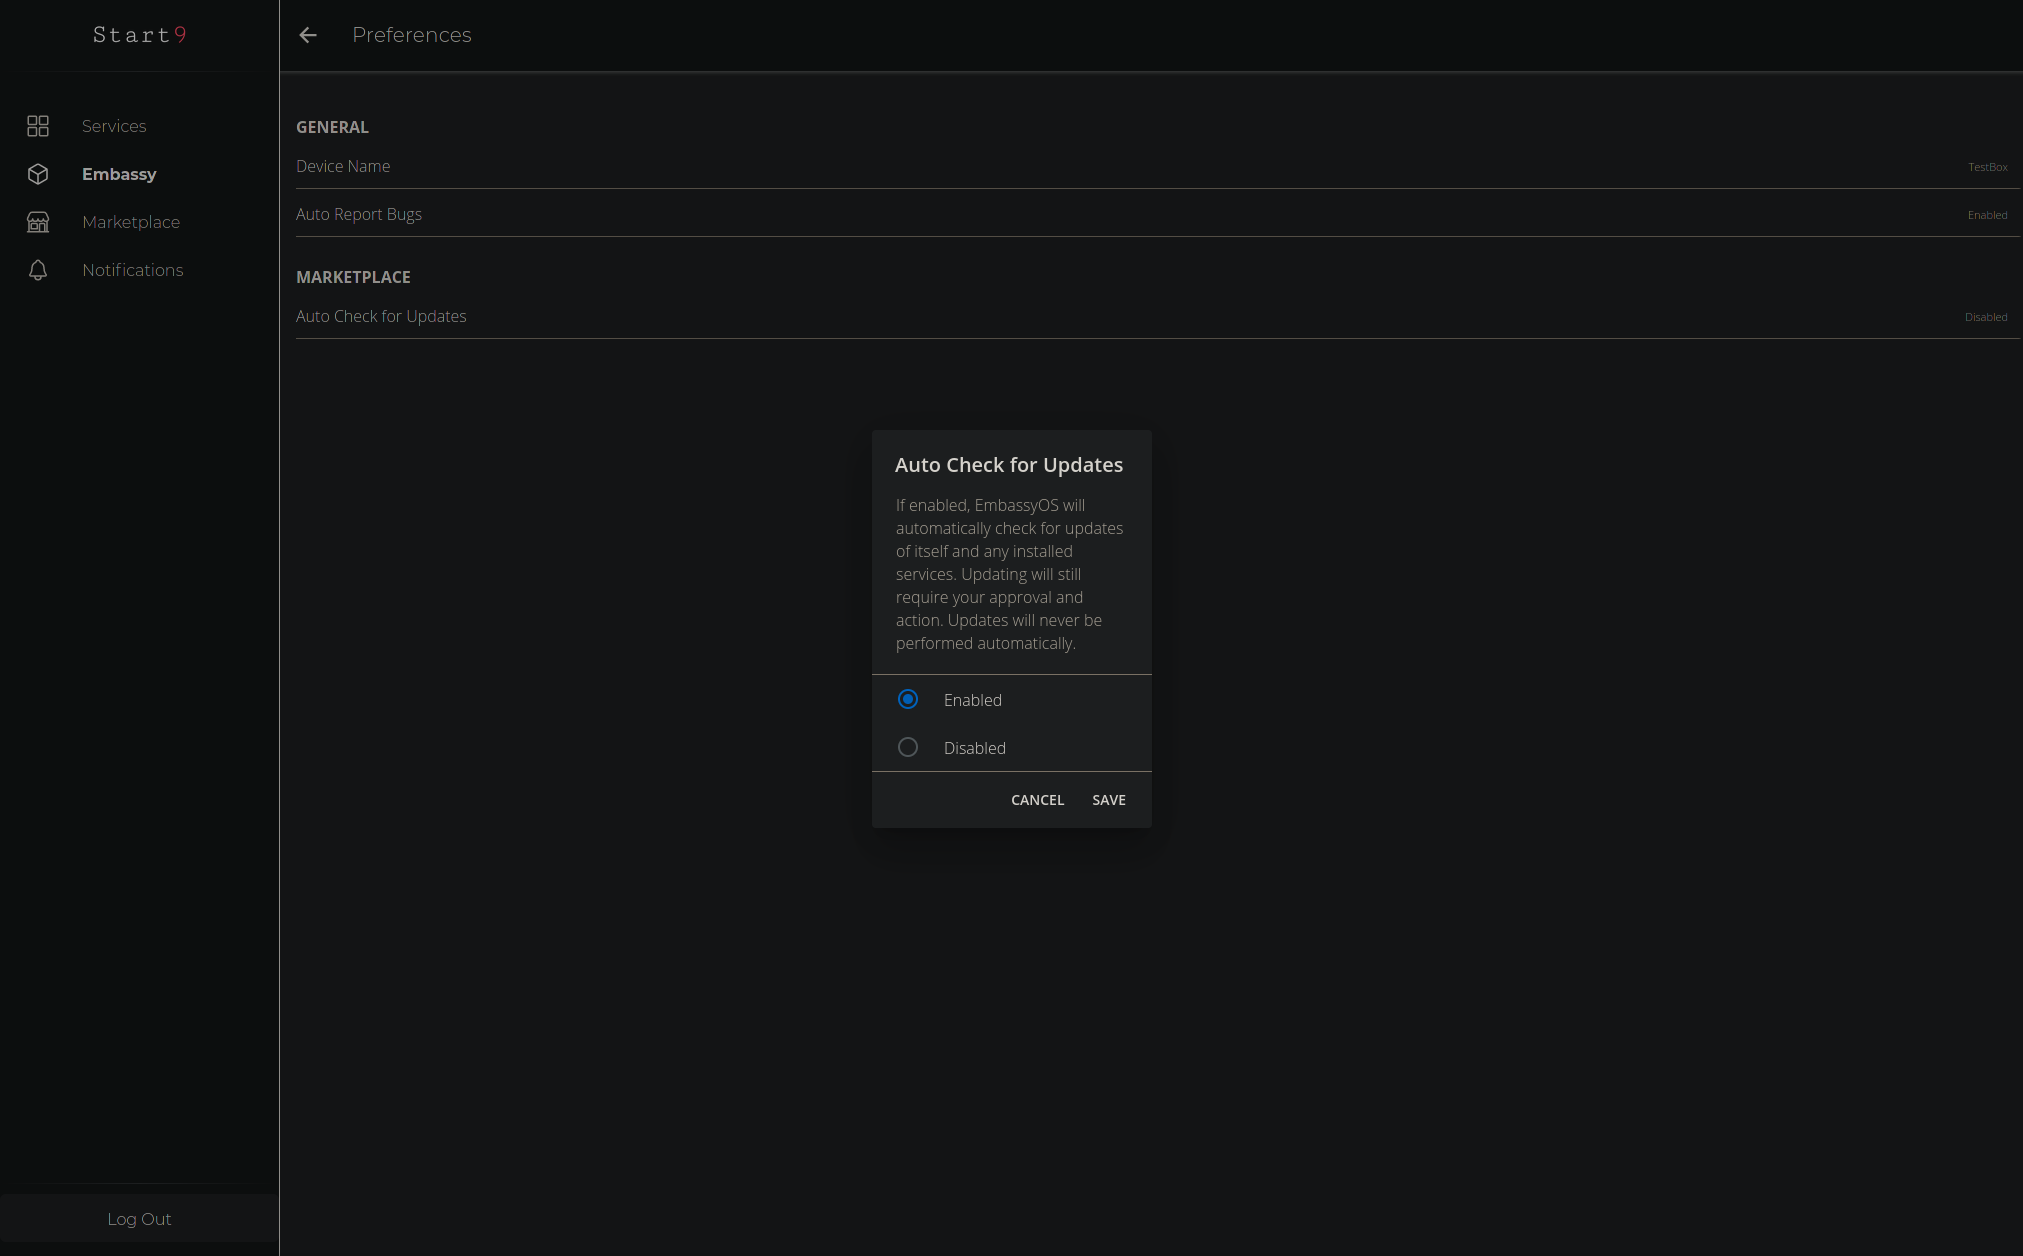 Start9
Preferences
Services
Embassy
Marketplace
Notifications
Log Out
GENERAL
Device Name
TestBox
Auto Report Bugs
Enabled
MARKETPLACE
Auto Check for Updates
Disabled
Auto Check for Updates
If enabled, EmbassyOS will
automatically check for updates
of itself and any installed
services. Updating will still
require your approval and
action. Updates will never be
performed automatically.
Enabled
Disabled
CANCEL SAVE